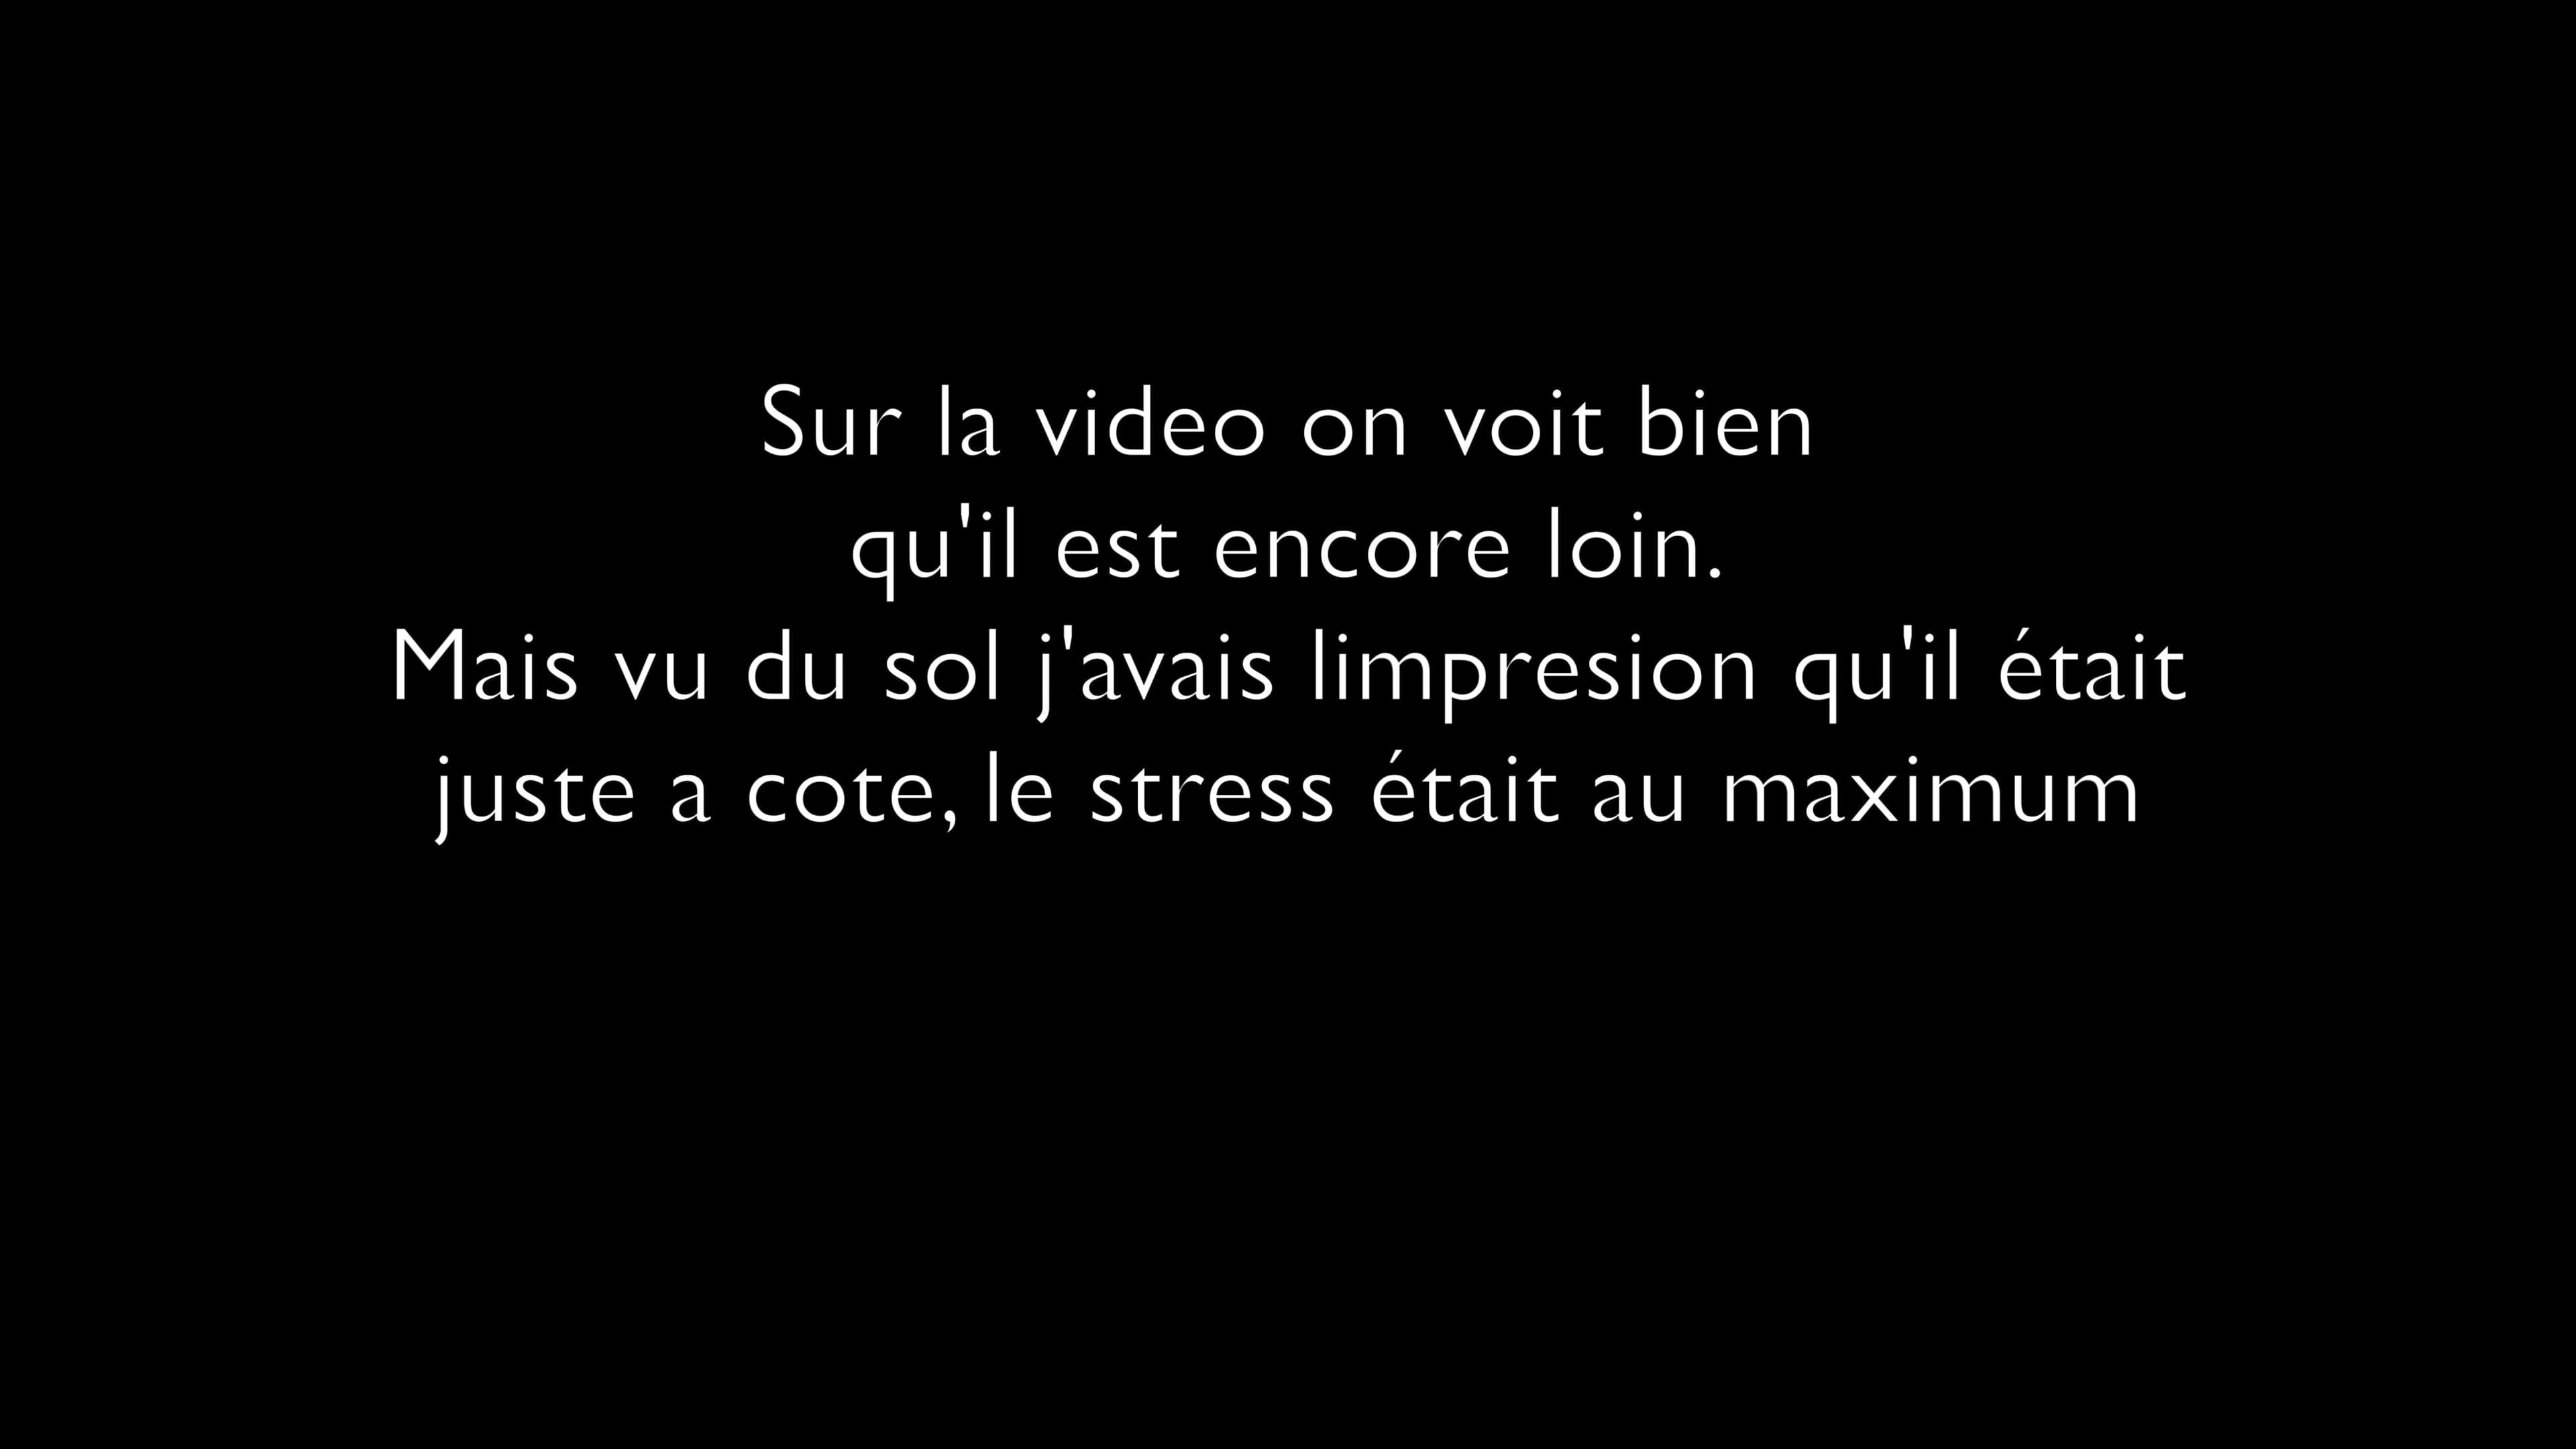 Sur la video on voit bien
qu'il est encore loin.
Mais vu du sol j'avais limpresion qu'il était
juste a cote, le stress était au maximum